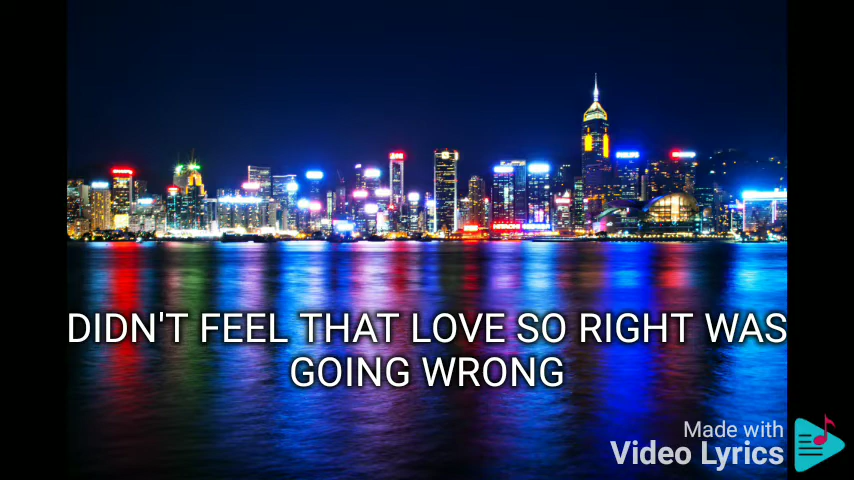 DIDN'T FEEL THAT LOVE SO RIGHT WAS
GOING WRONG
Made with
Video Lyrics